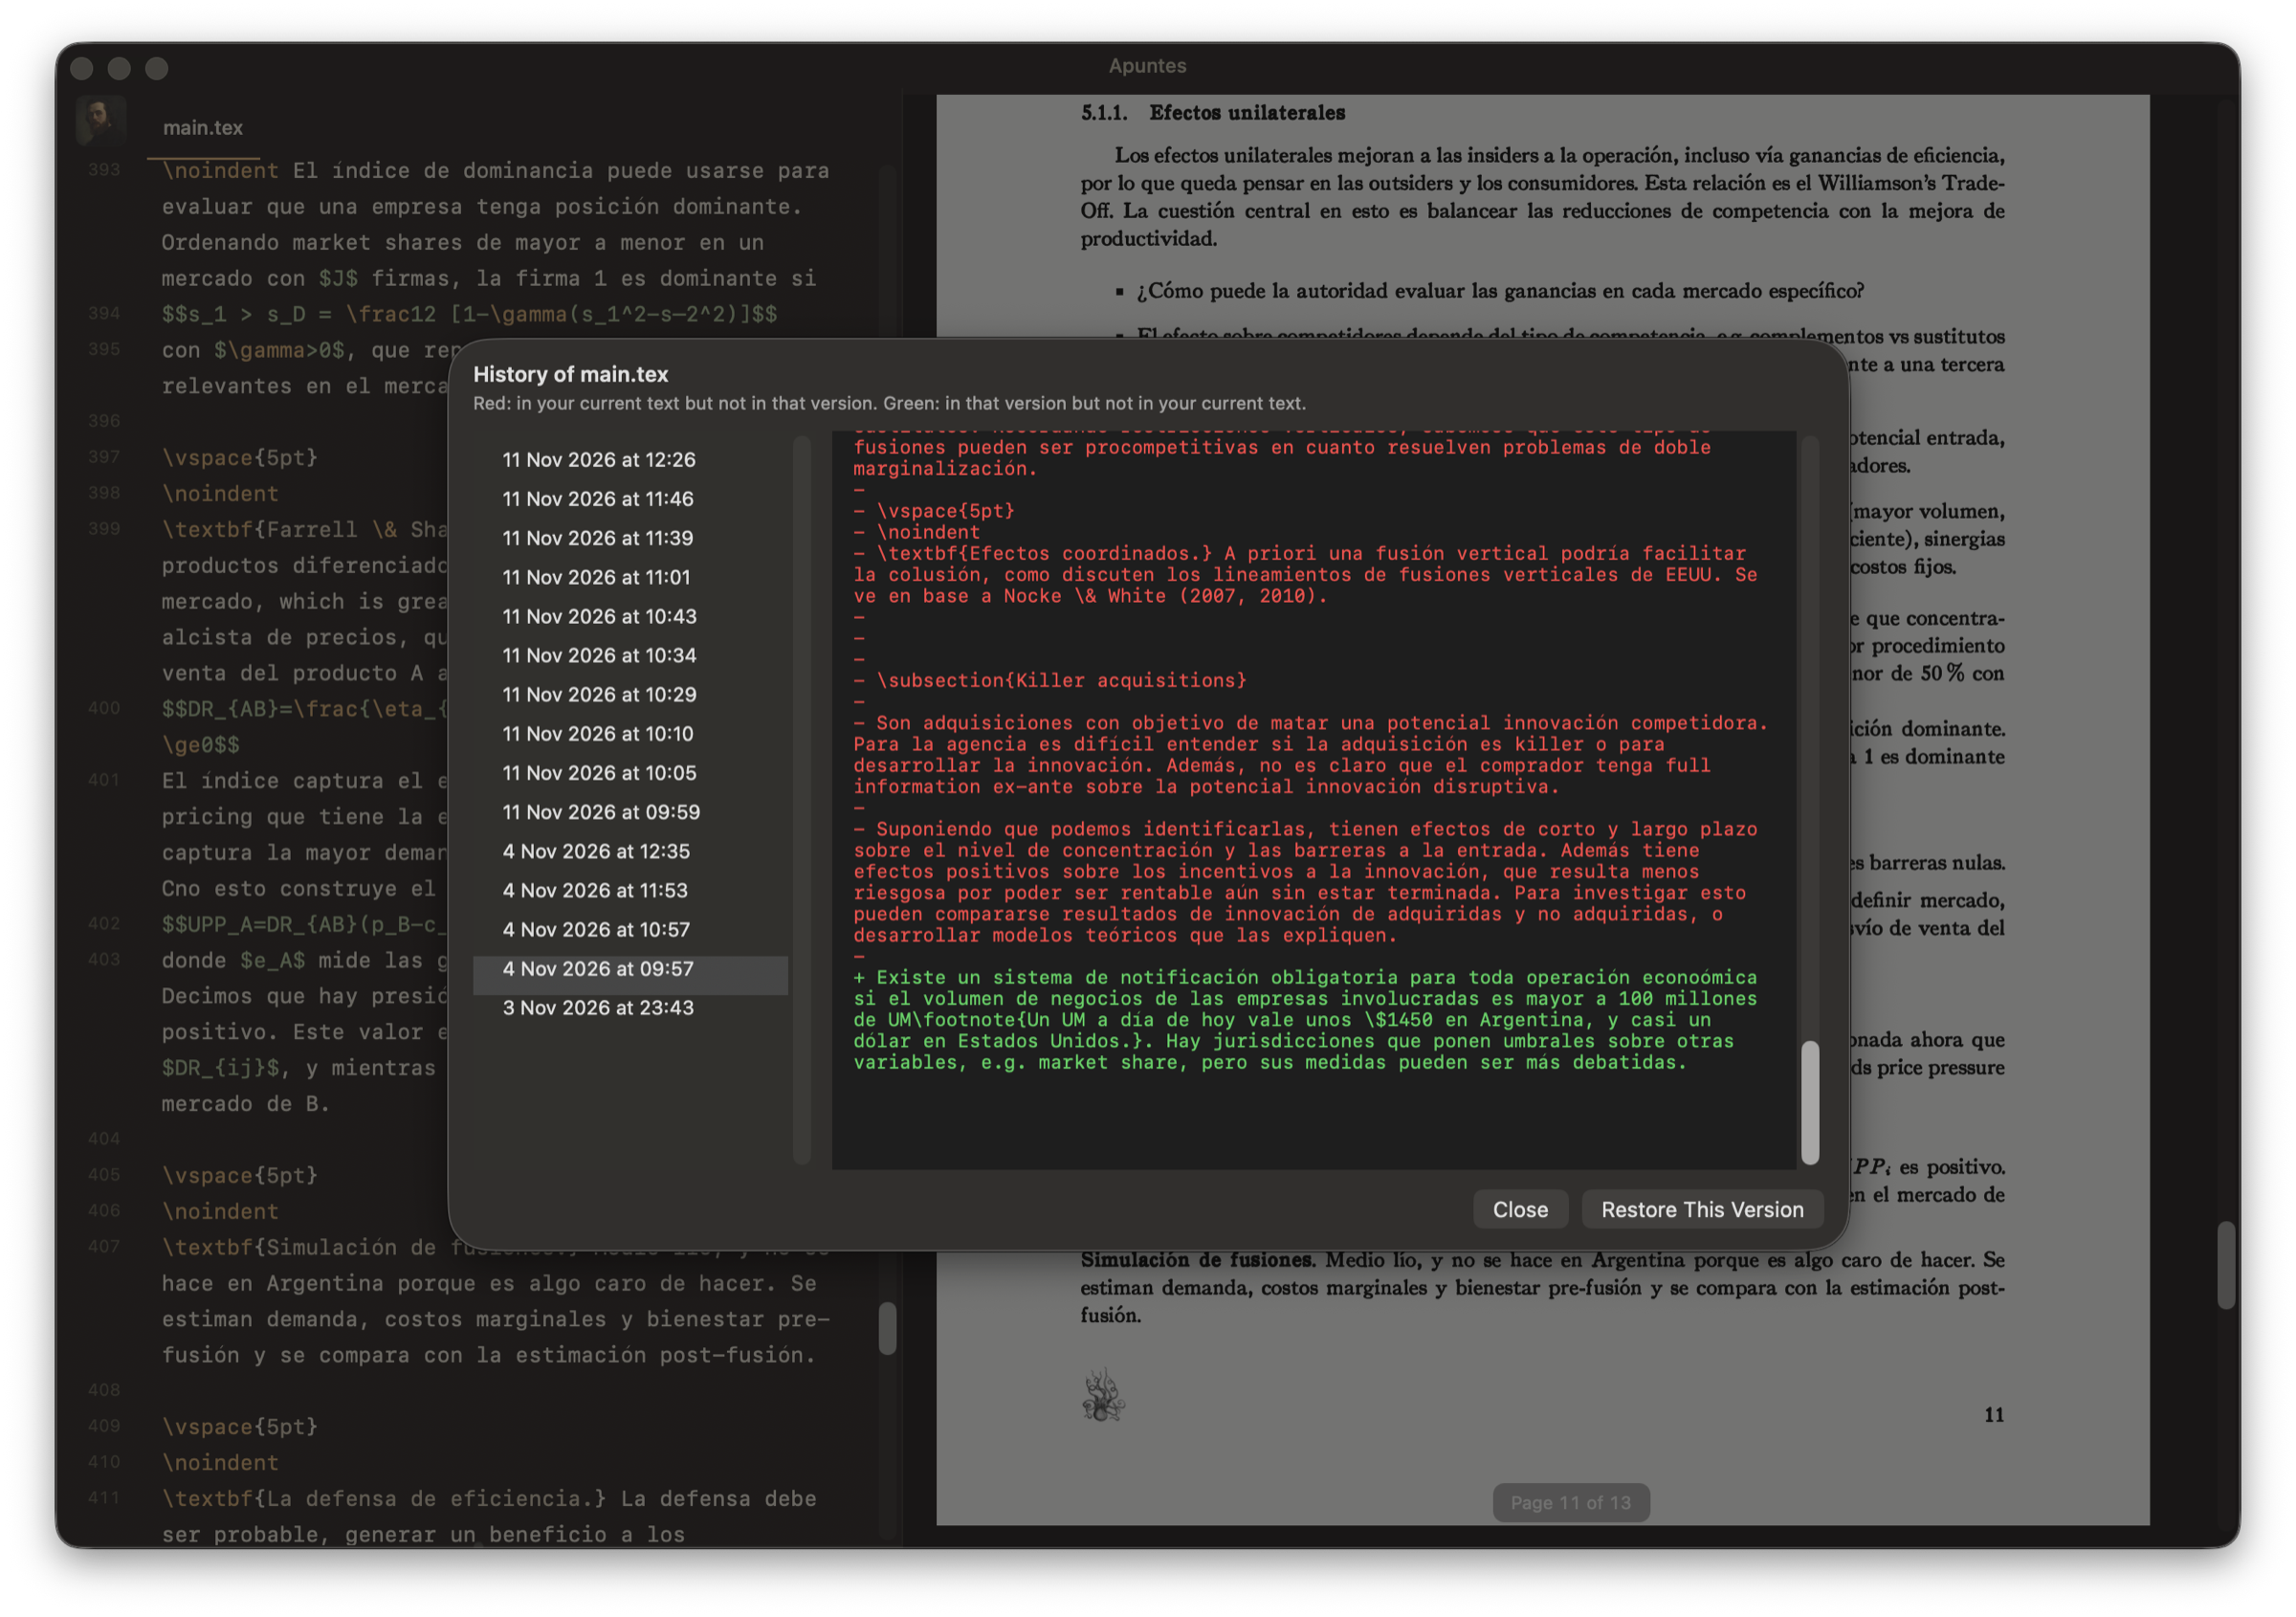 Apuntes
main.tex
393 \noindent El índice de dominancia puede usarse para
evaluar que una empresa tenga posición dominante.
Ordenando market shares de mayor a menor en un
mercado con $J$ firmas, la firma 1 es dominante si
394 $$s_1 > s_D = \frac12 [1-\gamma(s_1^2-s-2^2)]$$
395 con $\gamma>0$, que
relevantes en el
396
397 \vspace{5pt}
398 \noindent
399 \textbf{Farrell \&
productos
mercado, which is
alcista de precios,
venta del producto A
400 $$DR_{AB}=\frac{\eta_{
\ge0$$
401 El índice captura el
pricing que tiene la
captura la mayor
Cno esto construye el
402 $$UPP_A=DR_{AB}(p_B-c_
403 donde $e_A$ mide las
Decimos que hay
positivo. Este valor
$DR_{ij}$, y mientras
mercado de B.
404
405 \vspace{5pt}
406 \noindent
407 \textbf{Simulación de
hace en Argentina porque es algo caro de hacer. Se
estiman demanda, costos marginales y bienestar pre-
fusión y se compara con la estimación post-fusión.
408
409 \vspace{5pt}
410 \noindent
411 \textbf{La defensa de eficiencia.} La defensa debe
ser probable, generar un beneficio a los
5.1.1. Efectos unilaterales
Los efectos unilaterales mejoran a las insiders a la operación, incluso vía ganancias de eficiencia,
por lo que queda pensar en las outsiders y los consumidores. Esta relación es el Williamson's Trade-
Off. La cuestión central en esto es balancear las reducciones de competencia con la mejora de
productividad.
▪ ¿Cómo puede la autoridad evaluar las ganancias en cada mercado específico?
▪ El efecto sobre competidores depende del tipo de competencia, e.g. complementos vs sustitutos
a una tercera
entrada,
mayor volumen,
sinergias
costos fijos.
que concentra-
procedimiento
de 50 % con
dominante.
1 es dominante
barreras nulas.
definir mercado,
de venta del
ahora que
price pressure
es positivo.
en el mercado de
Simulación de fusiones. Medio lío, y no se hace en Argentina porque es algo caro de hacer. Se
estiman demanda, costos marginales y bienestar pre-fusión y se compara con la estimación post-
fusión.
11
Page 11 of 13
History of main.tex
Red: in your current text but not in that version. Green: in that version but not in your current text.
11 Nov 2026 at 12:26
11 Nov 2026 at 11:46
11 Nov 2026 at 11:39
11 Nov 2026 at 11:01
11 Nov 2026 at 10:43
11 Nov 2026 at 10:34
11 Nov 2026 at 10:29
11 Nov 2026 at 10:10
11 Nov 2026 at 10:05
11 Nov 2026 at 09:59
4 Nov 2026 at 12:35
4 Nov 2026 at 11:53
4 Nov 2026 at 10:57
4 Nov 2026 at 09:57
3 Nov 2026 at 23:43
fusiones pueden ser procompetitivas en cuanto resuelven problemas de doble
marginalización.
-
- \vspace{5pt}
- \noindent
- \textbf{Efectos coordinados.} A priori una fusión vertical podría facilitar
la colusión, como discuten los lineamientos de fusiones verticales de EEUU. Se
ve en base a Nocke \& White (2007, 2010).
-
-
-
- \subsection{Killer acquisitions}
-
- Son adquisiciones con objetivo de matar una potencial innovación competidora.
Para la agencia es difícil entender si la adquisición es killer o para
desarrollar la innovación. Además, no es claro que el comprador tenga full
information ex-ante sobre la potencial innovación disruptiva.
-
- Suponiendo que podemos identificarlas, tienen efectos de corto y largo plazo
sobre el nivel de concentración y las barreras a la entrada. Además tiene
efectos positivos sobre los incentivos a la innovación, que resulta menos
riesgosa por poder ser rentable aún sin estar terminada. Para investigar esto
pueden compararse resultados de innovación de adquiridas y no adquiridas, o
desarrollar modelos teóricos que las expliquen.
-
+ Existe un sistema de notificación obligatoria para toda operación econoómica
si el volumen de negocios de las empresas involucradas es mayor a 100 millones
de UM\footnote{Un UM a día de hoy vale unos \$1450 en Argentina, y casi un
dólar en Estados Unidos.}. Hay jurisdicciones que ponen umbrales sobre otras
variables, e.g. market share, pero sus medidas pueden ser más debatidas.
Close
Restore This Version